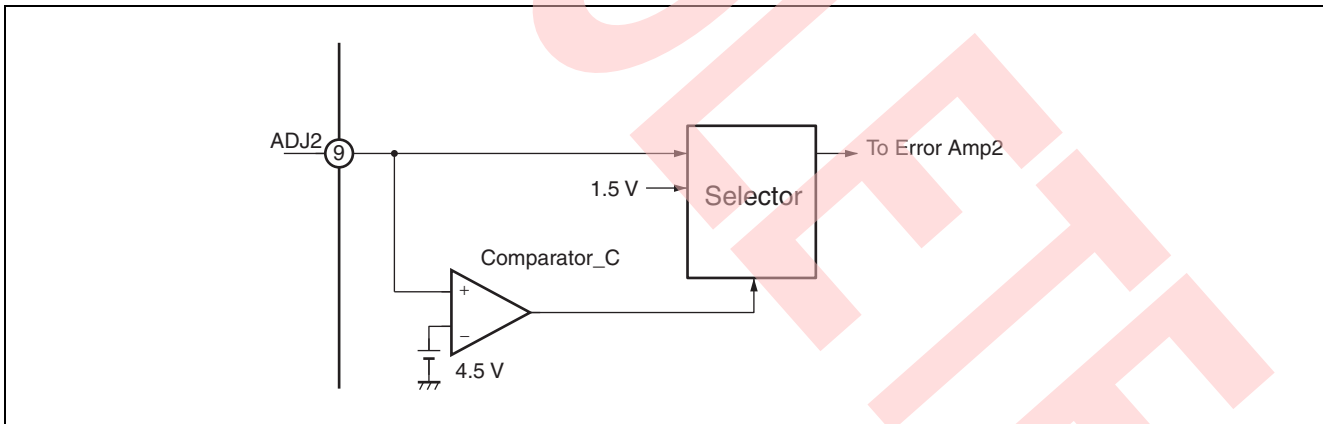 ADJ2
9
To Error Amp2
1.5 V
Selector
Comparator_C
+
−
4.5 V